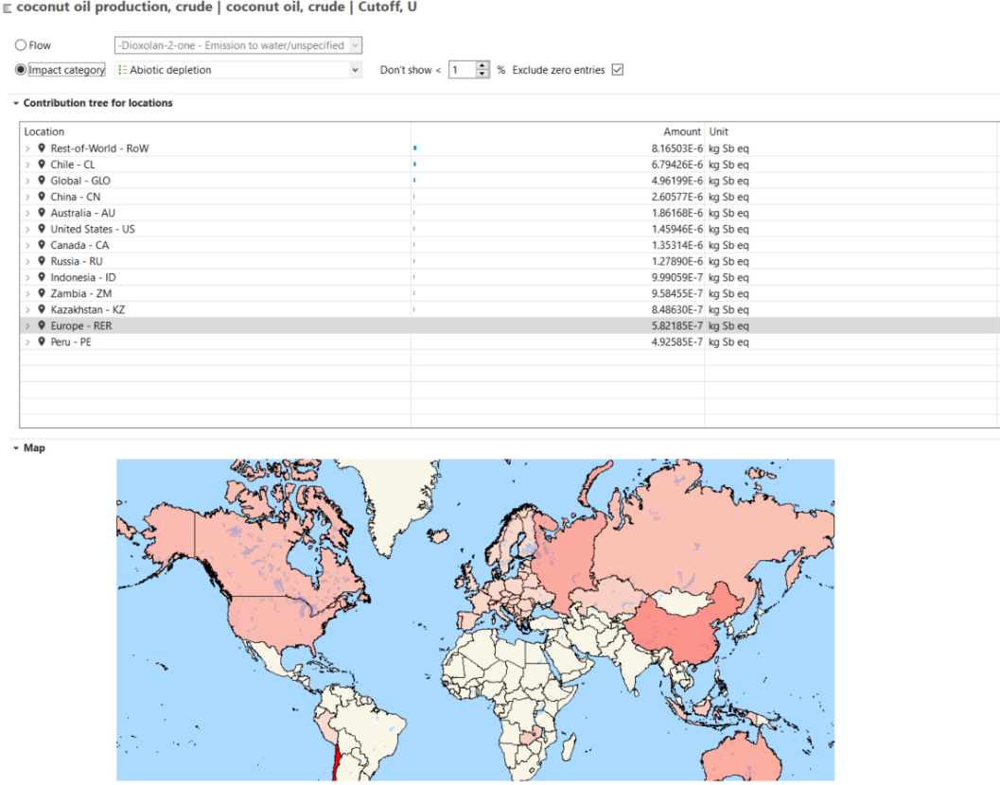 coconut oil production, crude | coconut oil, crude | Cutoff, U
Flow -Dioxolan-2-one - Emission to water/unspecified
Impact category Abiotic depletion Don't show < 1 % Exclude zero entries
Contribution tree for locations
Location Amount Unit
Rest-of-World - RoW 8.16503E-6 kg Sb eq
Chile - CL 6.79426E-6 kg Sb eq
Global - GLO 4.96199E-6 kg Sb eq
China - CN 2.60577E-6 kg Sb eq
Australia - AU 1.86168E-6 kg Sb eq
United States - US 1.45946E-6 kg Sb eq
Canada - CA 1.35314E-6 kg Sb eq
Russia - RU 1.27890E-6 kg Sb eq
Indonesia - ID 9.99059E-7 kg Sb eq
Zambia - ZM 9.58455E-7 kg Sb eq
Kazakhstan - KZ 8.48630E-7 kg Sb eq
Europe - RER 5.82185E-7 kg Sb eq
Peru - PE 4.92585E-7 kg Sb eq
Map